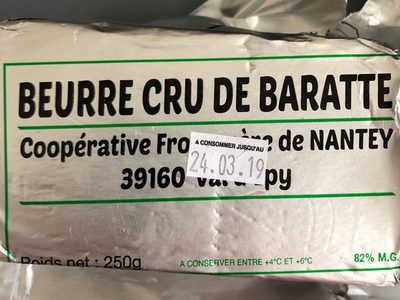 BEURRE CRU DE BARATTE
Coopérative de NANTEY
A CONSOMMER JUSQU'AU
24.03.19
39160 Val
Poids net : 250g
A CONSERVER ENTRE +4°C ET +6°C
82% M.G.